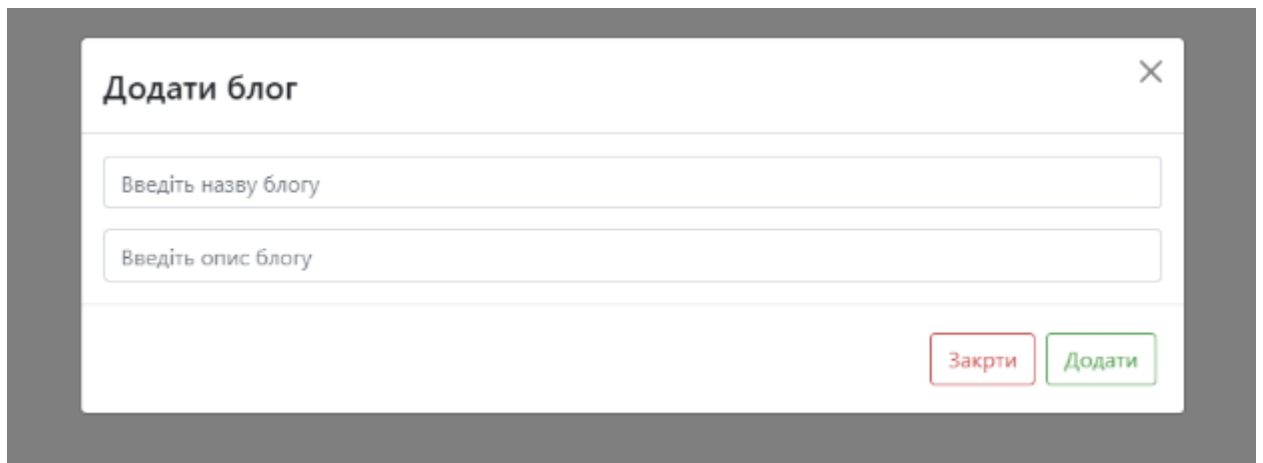 Додати блог
Введіть назву блогу
Введіть опис блогу
Закрти
Додати